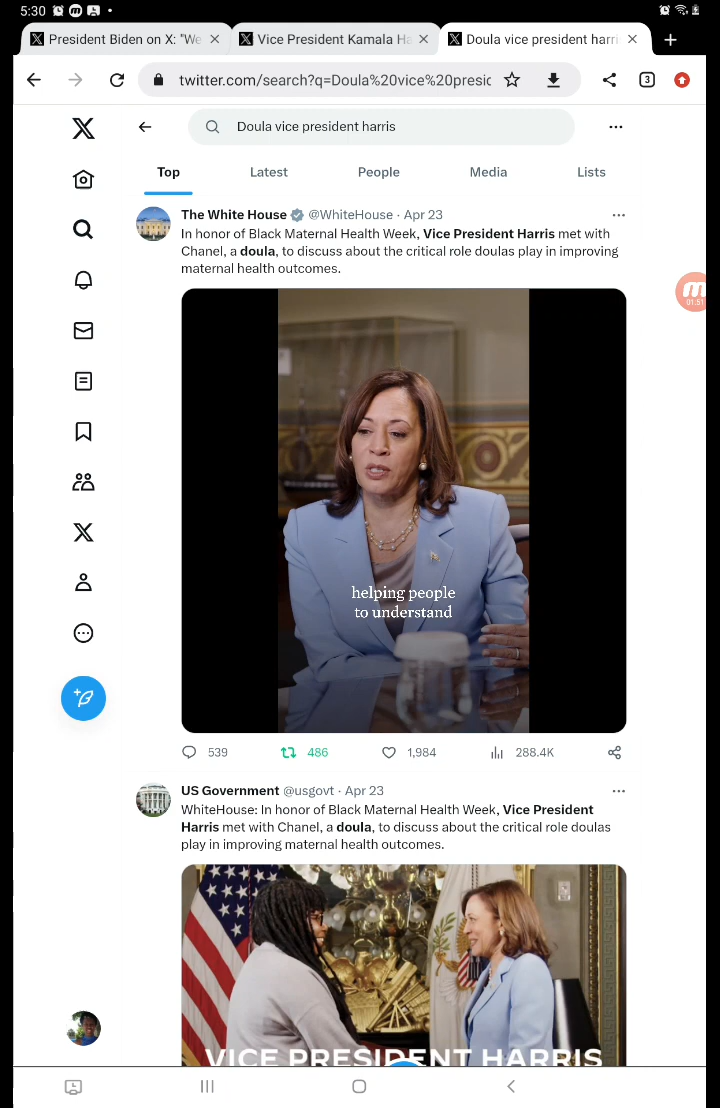 5:30
President Biden on X: "We
Vice President Kamala Ha
Doula vice president harri
twitter.com/search?q=Doula%20vice%20presic
3
Doula vice president harris
Top
Latest
People
Media
Lists
The White House @WhiteHouse · Apr 23
In honor of Black Maternal Health Week, Vice President Harris met with
Chanel, a doula, to discuss about the critical role doulas play in improving
maternal health outcomes.
01:51
helping people
to understand
539
486
1,984
288.4K
US Government @usgovt · Apr 23
WhiteHouse: In honor of Black Maternal Health Week, Vice President
Harris met with Chanel, a doula, to discuss about the critical role doulas
play in improving maternal health outcomes.
VICE PRESIDENT HARRIS